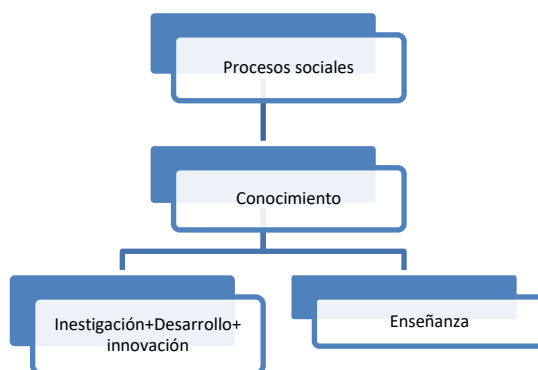 Procesos sociales
Conocimiento
Inestigación+Desarrollo+
innovación
Enseñanza